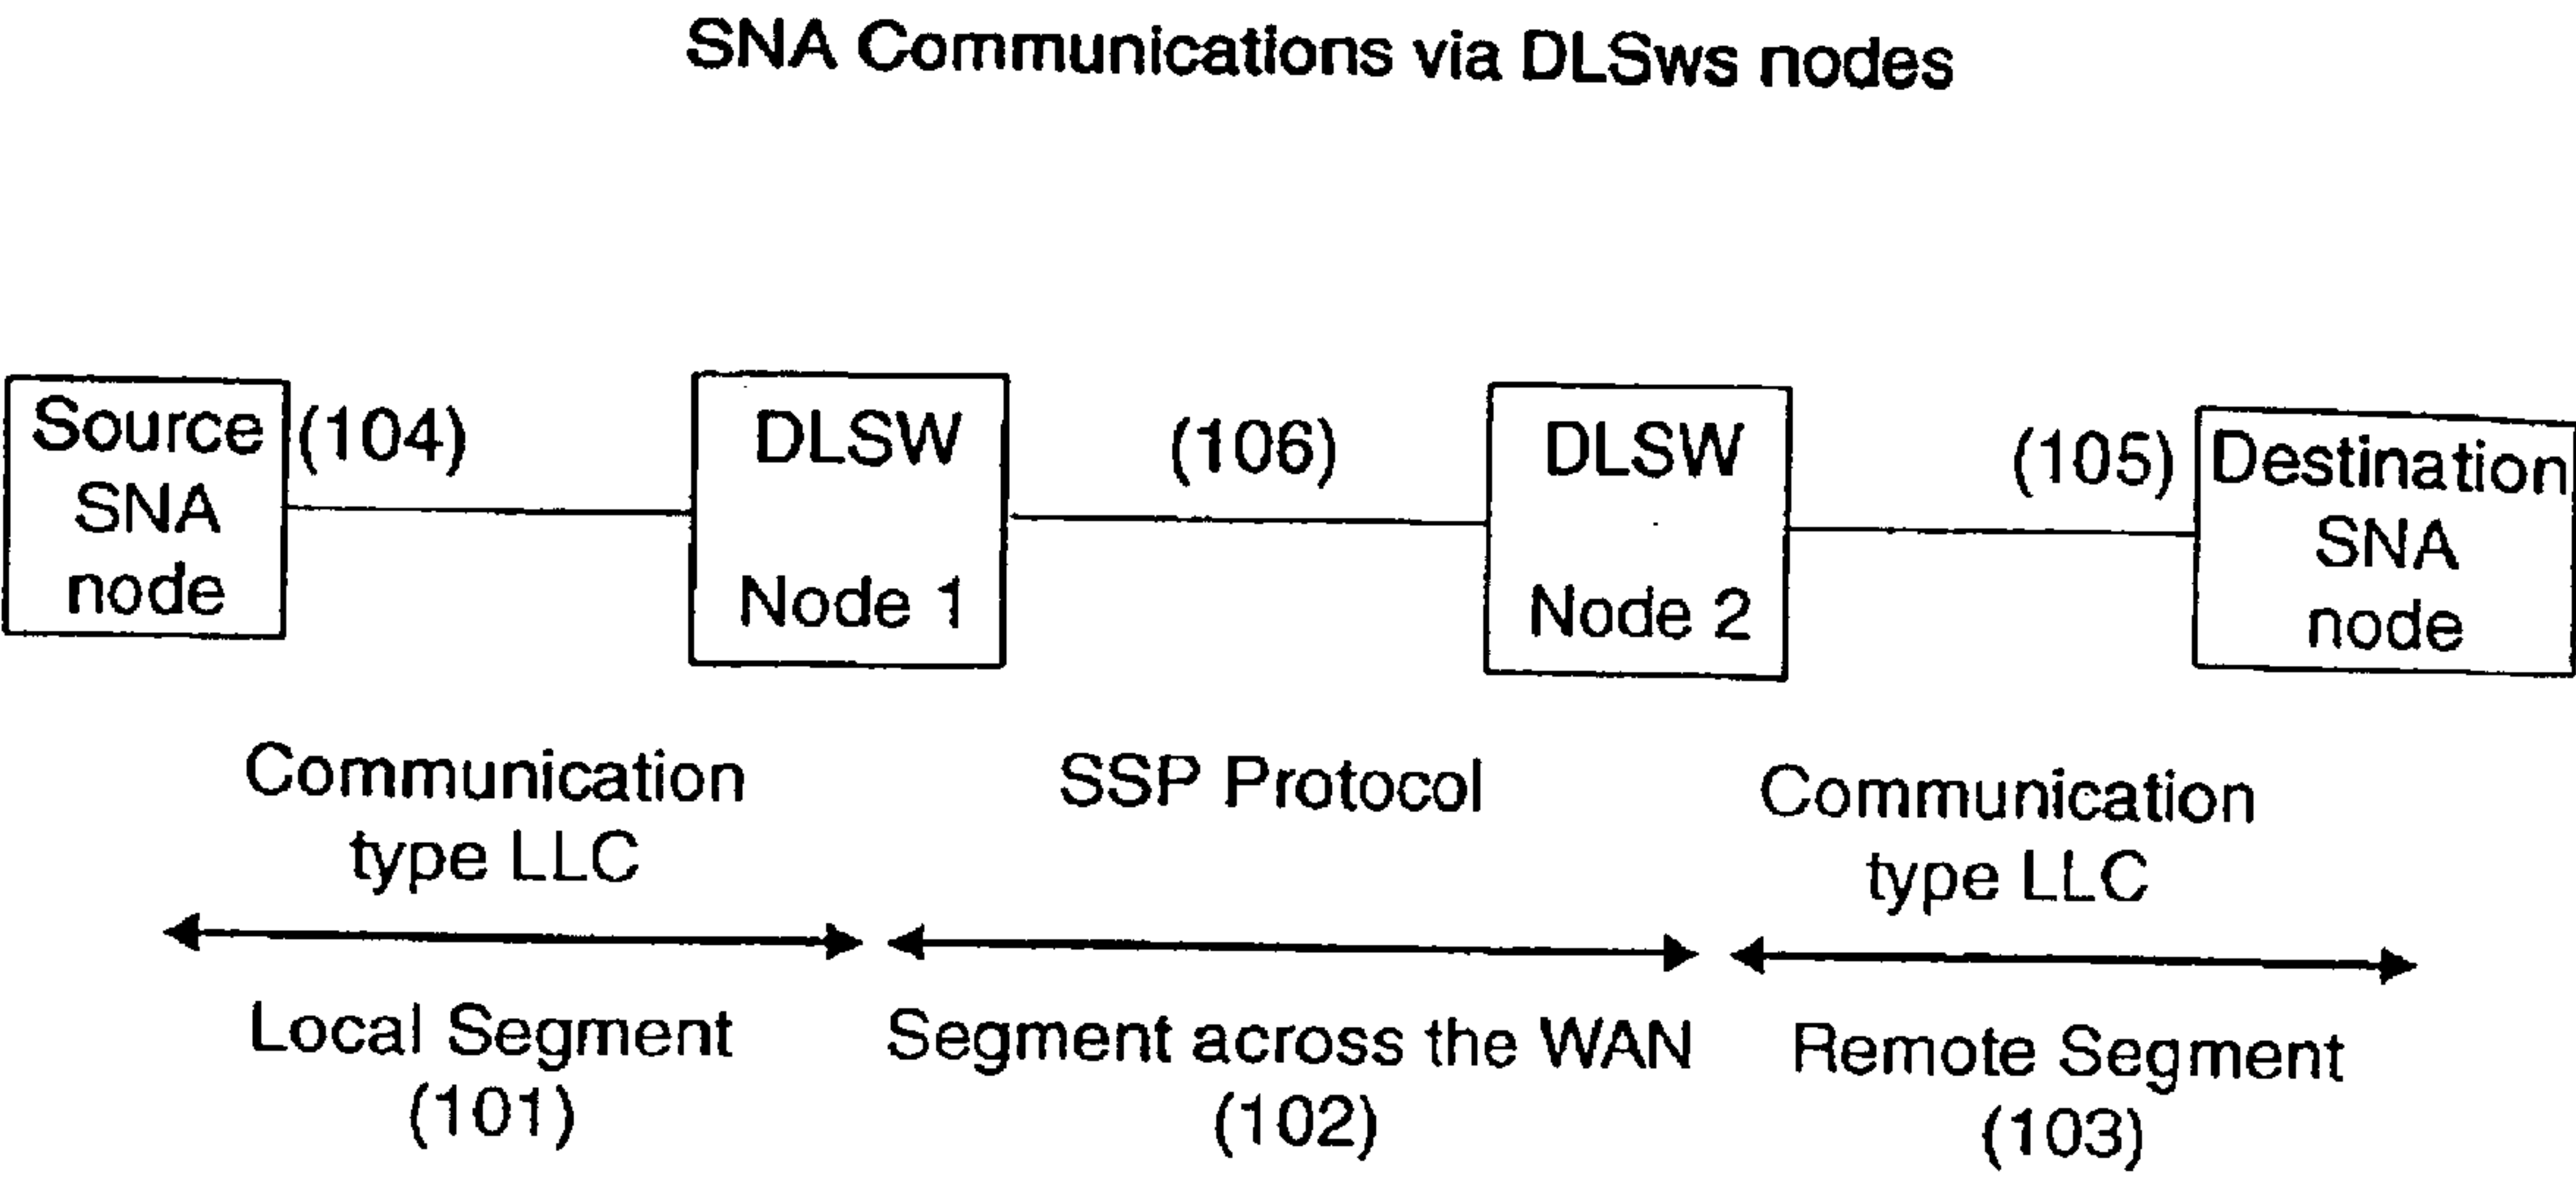 SNA Communications via DLSws nodes
Source
SNA
node
(104)
DLSW
Node 1
(106)
DLSW
Node 2
(105)
Destination
SNA
node
Communication
type LLC
SSP Protocol
Communication
type LLC
Local Segment
(101)
Segment across the WAN
(102)
Remote Segment
(103)